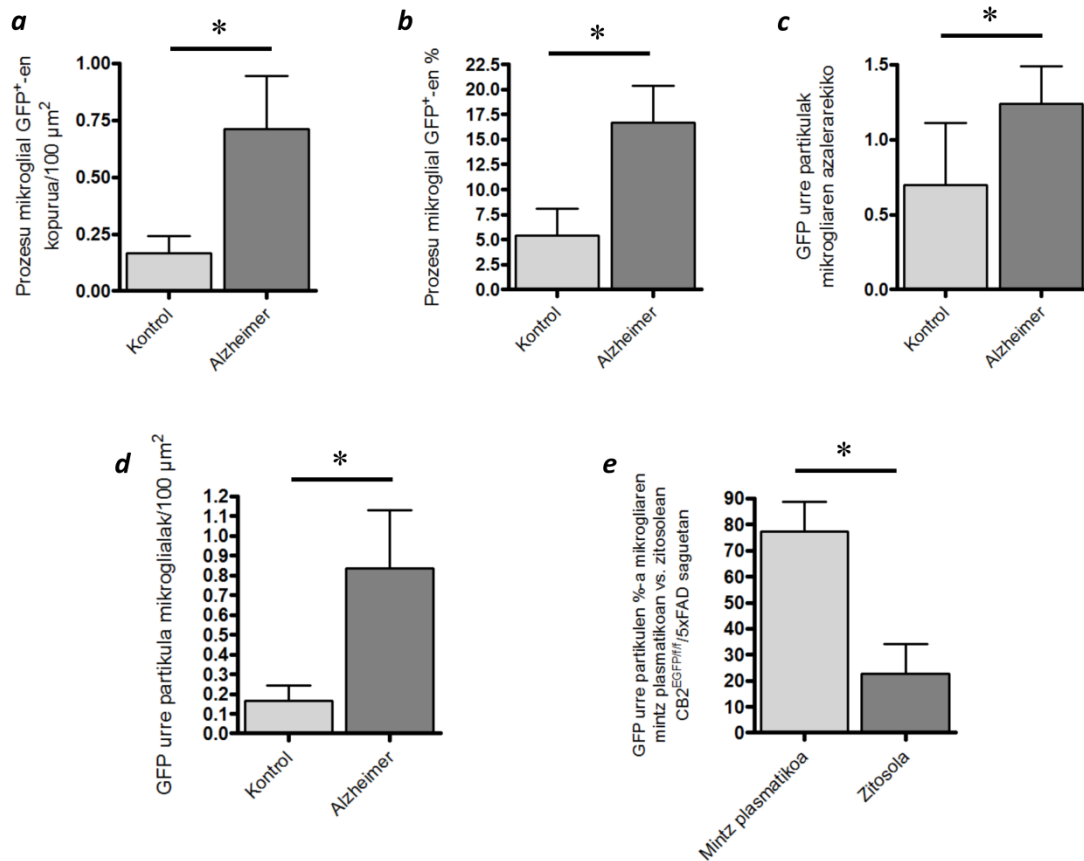 a
*
Prozesu mikroglial GFP⁺-en
kopurua/100 µm²
1.00
0.75
0.50
0.25
0.00
Kontrol
Alzheimer
b
*
Prozesu mikroglial GFP⁺-en %
22.5
20.0
17.5
15.0
12.5
10.0
7.5
5.0
2.5
0.0
Kontrol
Alzheimer
c
*
GFP urre partikulak
mikrogliaren azalerarekiko
1.5
1.0
0.5
0.0
Kontrol
Alzheimer
d
*
GFP urre partikula mikroglialak/100 µm²
1.2
1.1
1.0
0.9
0.8
0.7
0.6
0.5
0.4
0.3
0.2
0.1
0.0
Kontrol
Alzheimer
e
*
GFP urre partikulen %-a mikrogliaren
mintz plasmatikoan vs. zitosolean
CB2ᴱᴳᶠᴾ/ᶠ/ᶠ/5xFAD saguetan
90
80
70
60
50
40
30
20
10
0
Mintz plasmatikoa
Zitosola